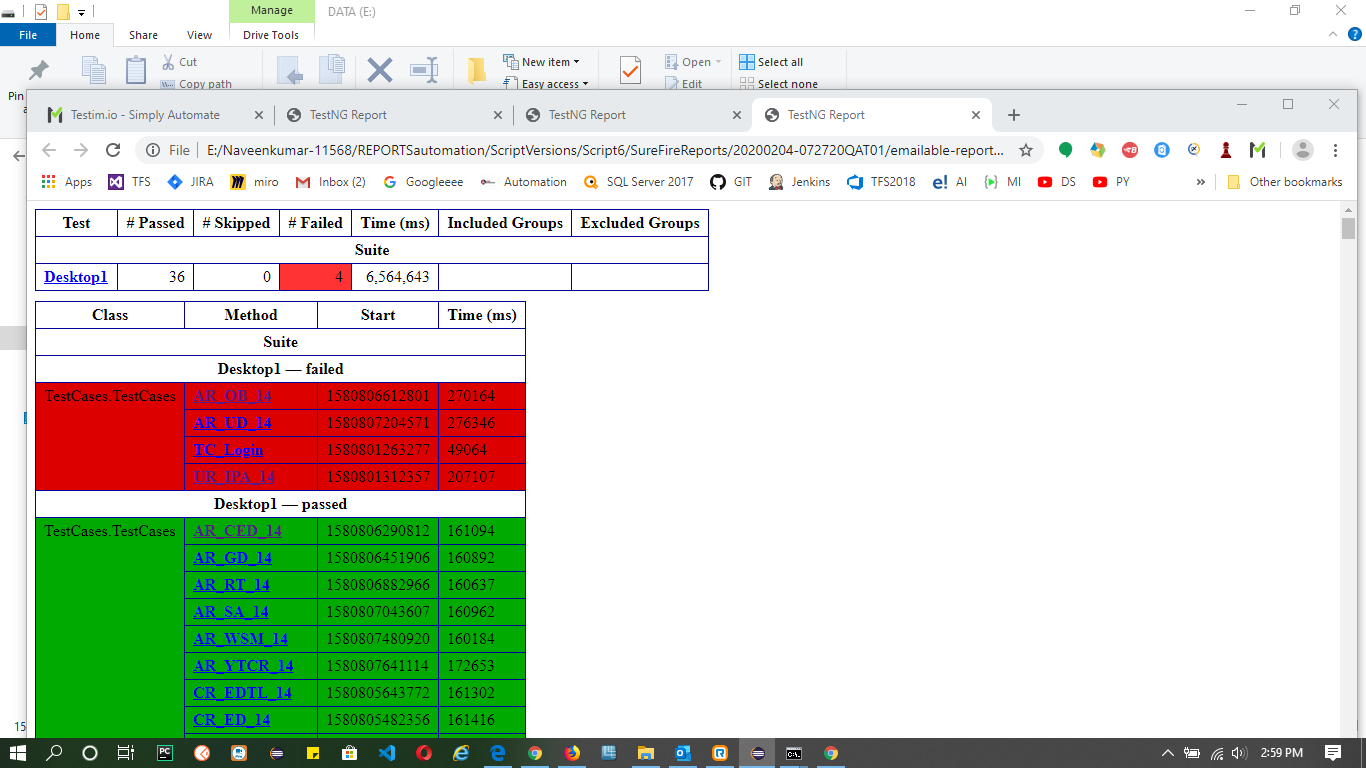 Manage
DATA (E:)
File
Home
Share
View
Drive Tools
Cut
New item
Open
Select all
Pin
Copy path
Easy access
Edit
Select none
Testim.io - Simply Automate
TestNG Report
TestNG Report
TestNG Report
File
E:/Naveenkumar-11568/REPORTSautomation/ScriptVersions/Script6/SureFireReports/20200204-072720QAT01/emailable-report...
Apps
TFS
JIRA
miro
Inbox (2)
Googleeee
Automation
SQL Server 2017
GIT
Jenkins
TFS2018
AI
MI
DS
PY
»
Other bookmarks
Test # Passed # Skipped # Failed Time (ms) Included Groups Excluded Groups
Suite
Desktop1 36 0 4 6,564,643
Class Method Start Time (ms)
Suite
Desktop1 — failed
TestCases.TestCases AR_OB_14 1580806612801 270164
AR_UD_14 1580807204571 276346
TC_Login 1580801263277 49064
UR_IPA_14 1580801312357 207107
Desktop1 — passed
TestCases.TestCases AR_CED_14 1580806290812 161094
AR_GD_14 1580806451906 160892
AR_RT_14 1580806882966 160637
AR_SA_14 1580807043607 160962
AR_WSM_14 1580807480920 160184
AR_YTCR_14 1580807641114 172653
CR_EDTL_14 1580805643772 161302
CR_ED_14 1580805482356 161416
15
2:59 PM